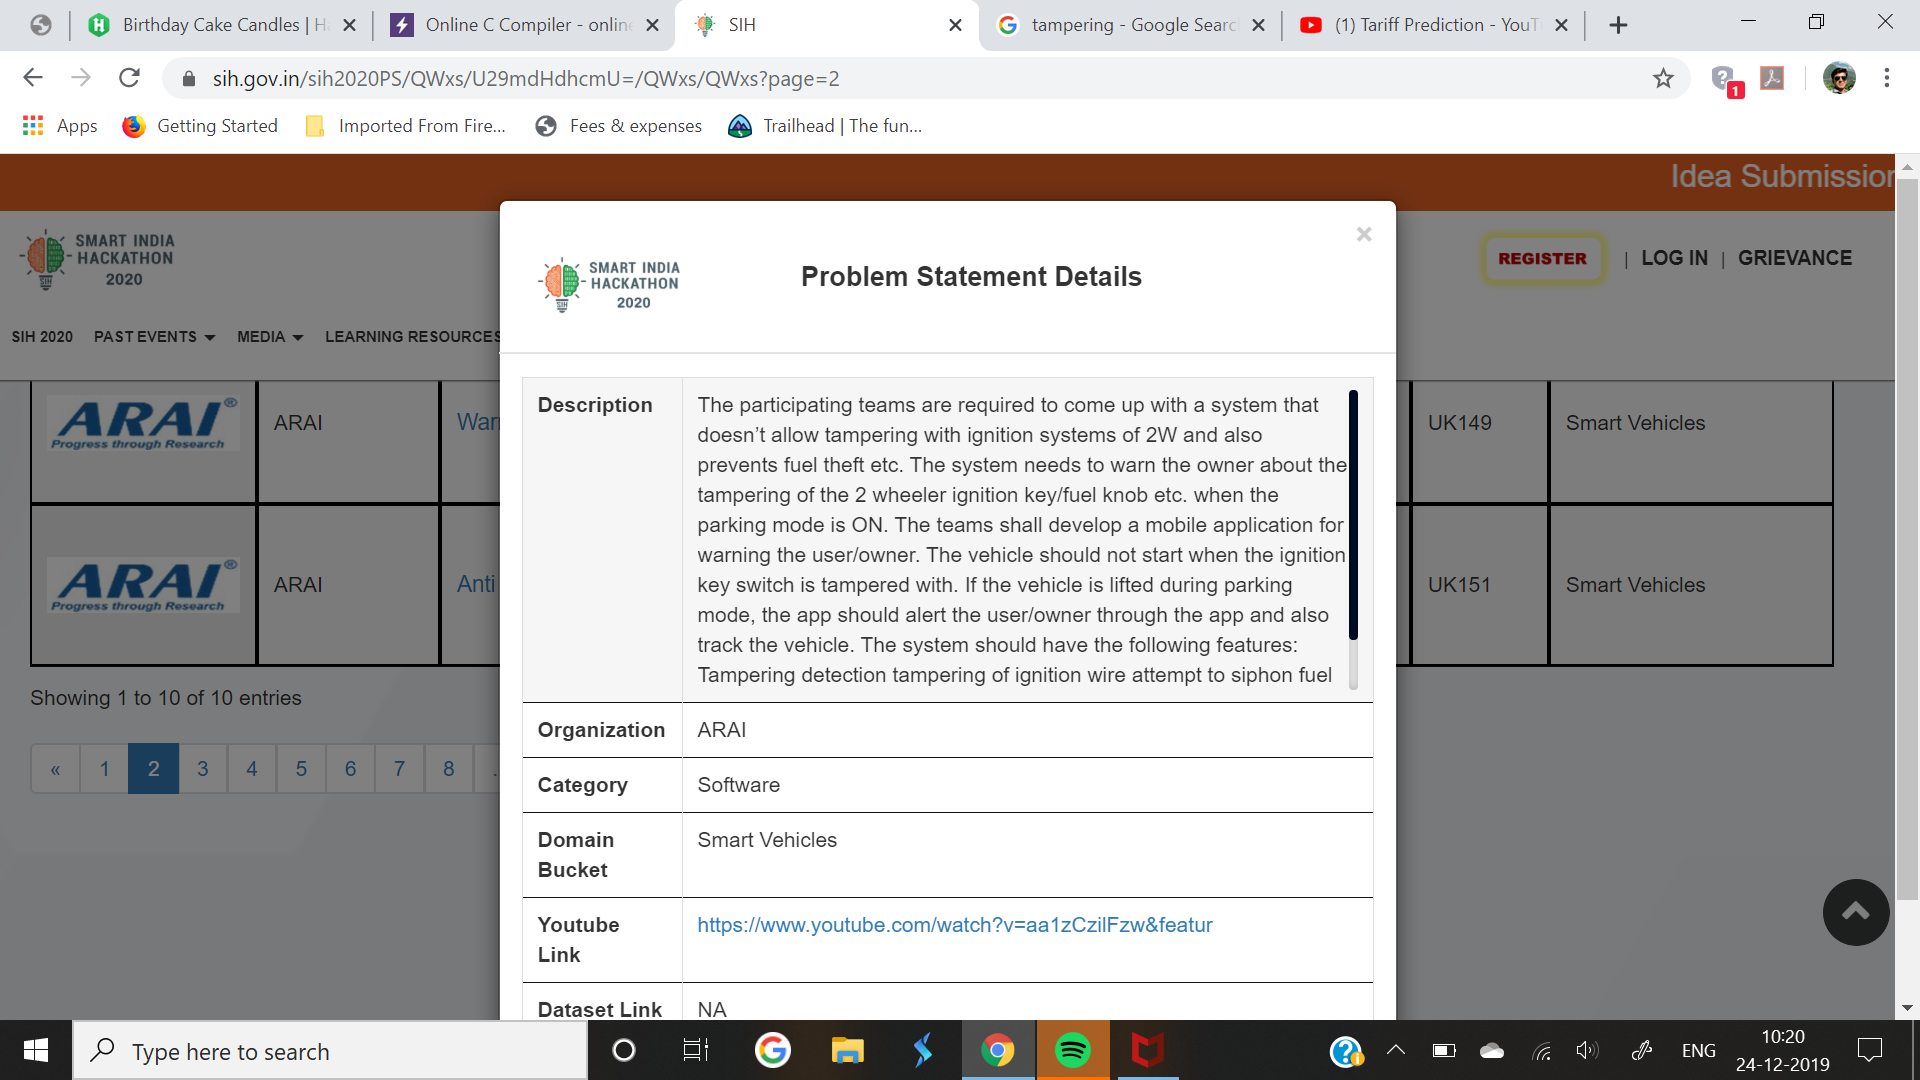 Birthday Cake Candles | H
Online C Compiler - online
SIH
tampering - Google Search
(1) Tariff Prediction - YouT
sih.gov.in/sih2020PS/QWxs/U29mdHdhcmU=/QWxs/QWxs?page=2
1
Apps
Getting Started
Imported From Fire...
Fees & expenses
Trailhead | The fun...
Idea Submission
SMART INDIA
HACKATHON
2020
REGISTER | LOG IN | GRIEVANCE
SIH 2020 PAST EVENTS MEDIA LEARNING RESOURCES
SMART INDIA
HACKATHON
2020
SIH
Problem Statement Details
×
ARAI®
Progress through Research
ARAI
War
UK149
Smart Vehicles
ARAI®
Progress through Research
ARAI
Anti
UK151
Smart Vehicles
Showing 1 to 10 of 10 entries
« 1 2 3 4 5 6 7 8 .
Description
The participating teams are required to come up with a system that
doesn’t allow tampering with ignition systems of 2W and also
prevents fuel theft etc. The system needs to warn the owner about the
tampering of the 2 wheeler ignition key/fuel knob etc. when the
parking mode is ON. The teams shall develop a mobile application for
warning the user/owner. The vehicle should not start when the ignition
key switch is tampered with. If the vehicle is lifted during parking
mode, the app should alert the user/owner through the app and also
track the vehicle. The system should have the following features:
Tampering detection tampering of ignition wire attempt to siphon fuel
Organization
ARAI
Category
Software
Domain
Bucket
Smart Vehicles
Youtube
Link
https://www.youtube.com/watch?v=aa1zCzilFzw&featur
Dataset Link
NA
Type here to search
ENG
10:20
24-12-2019